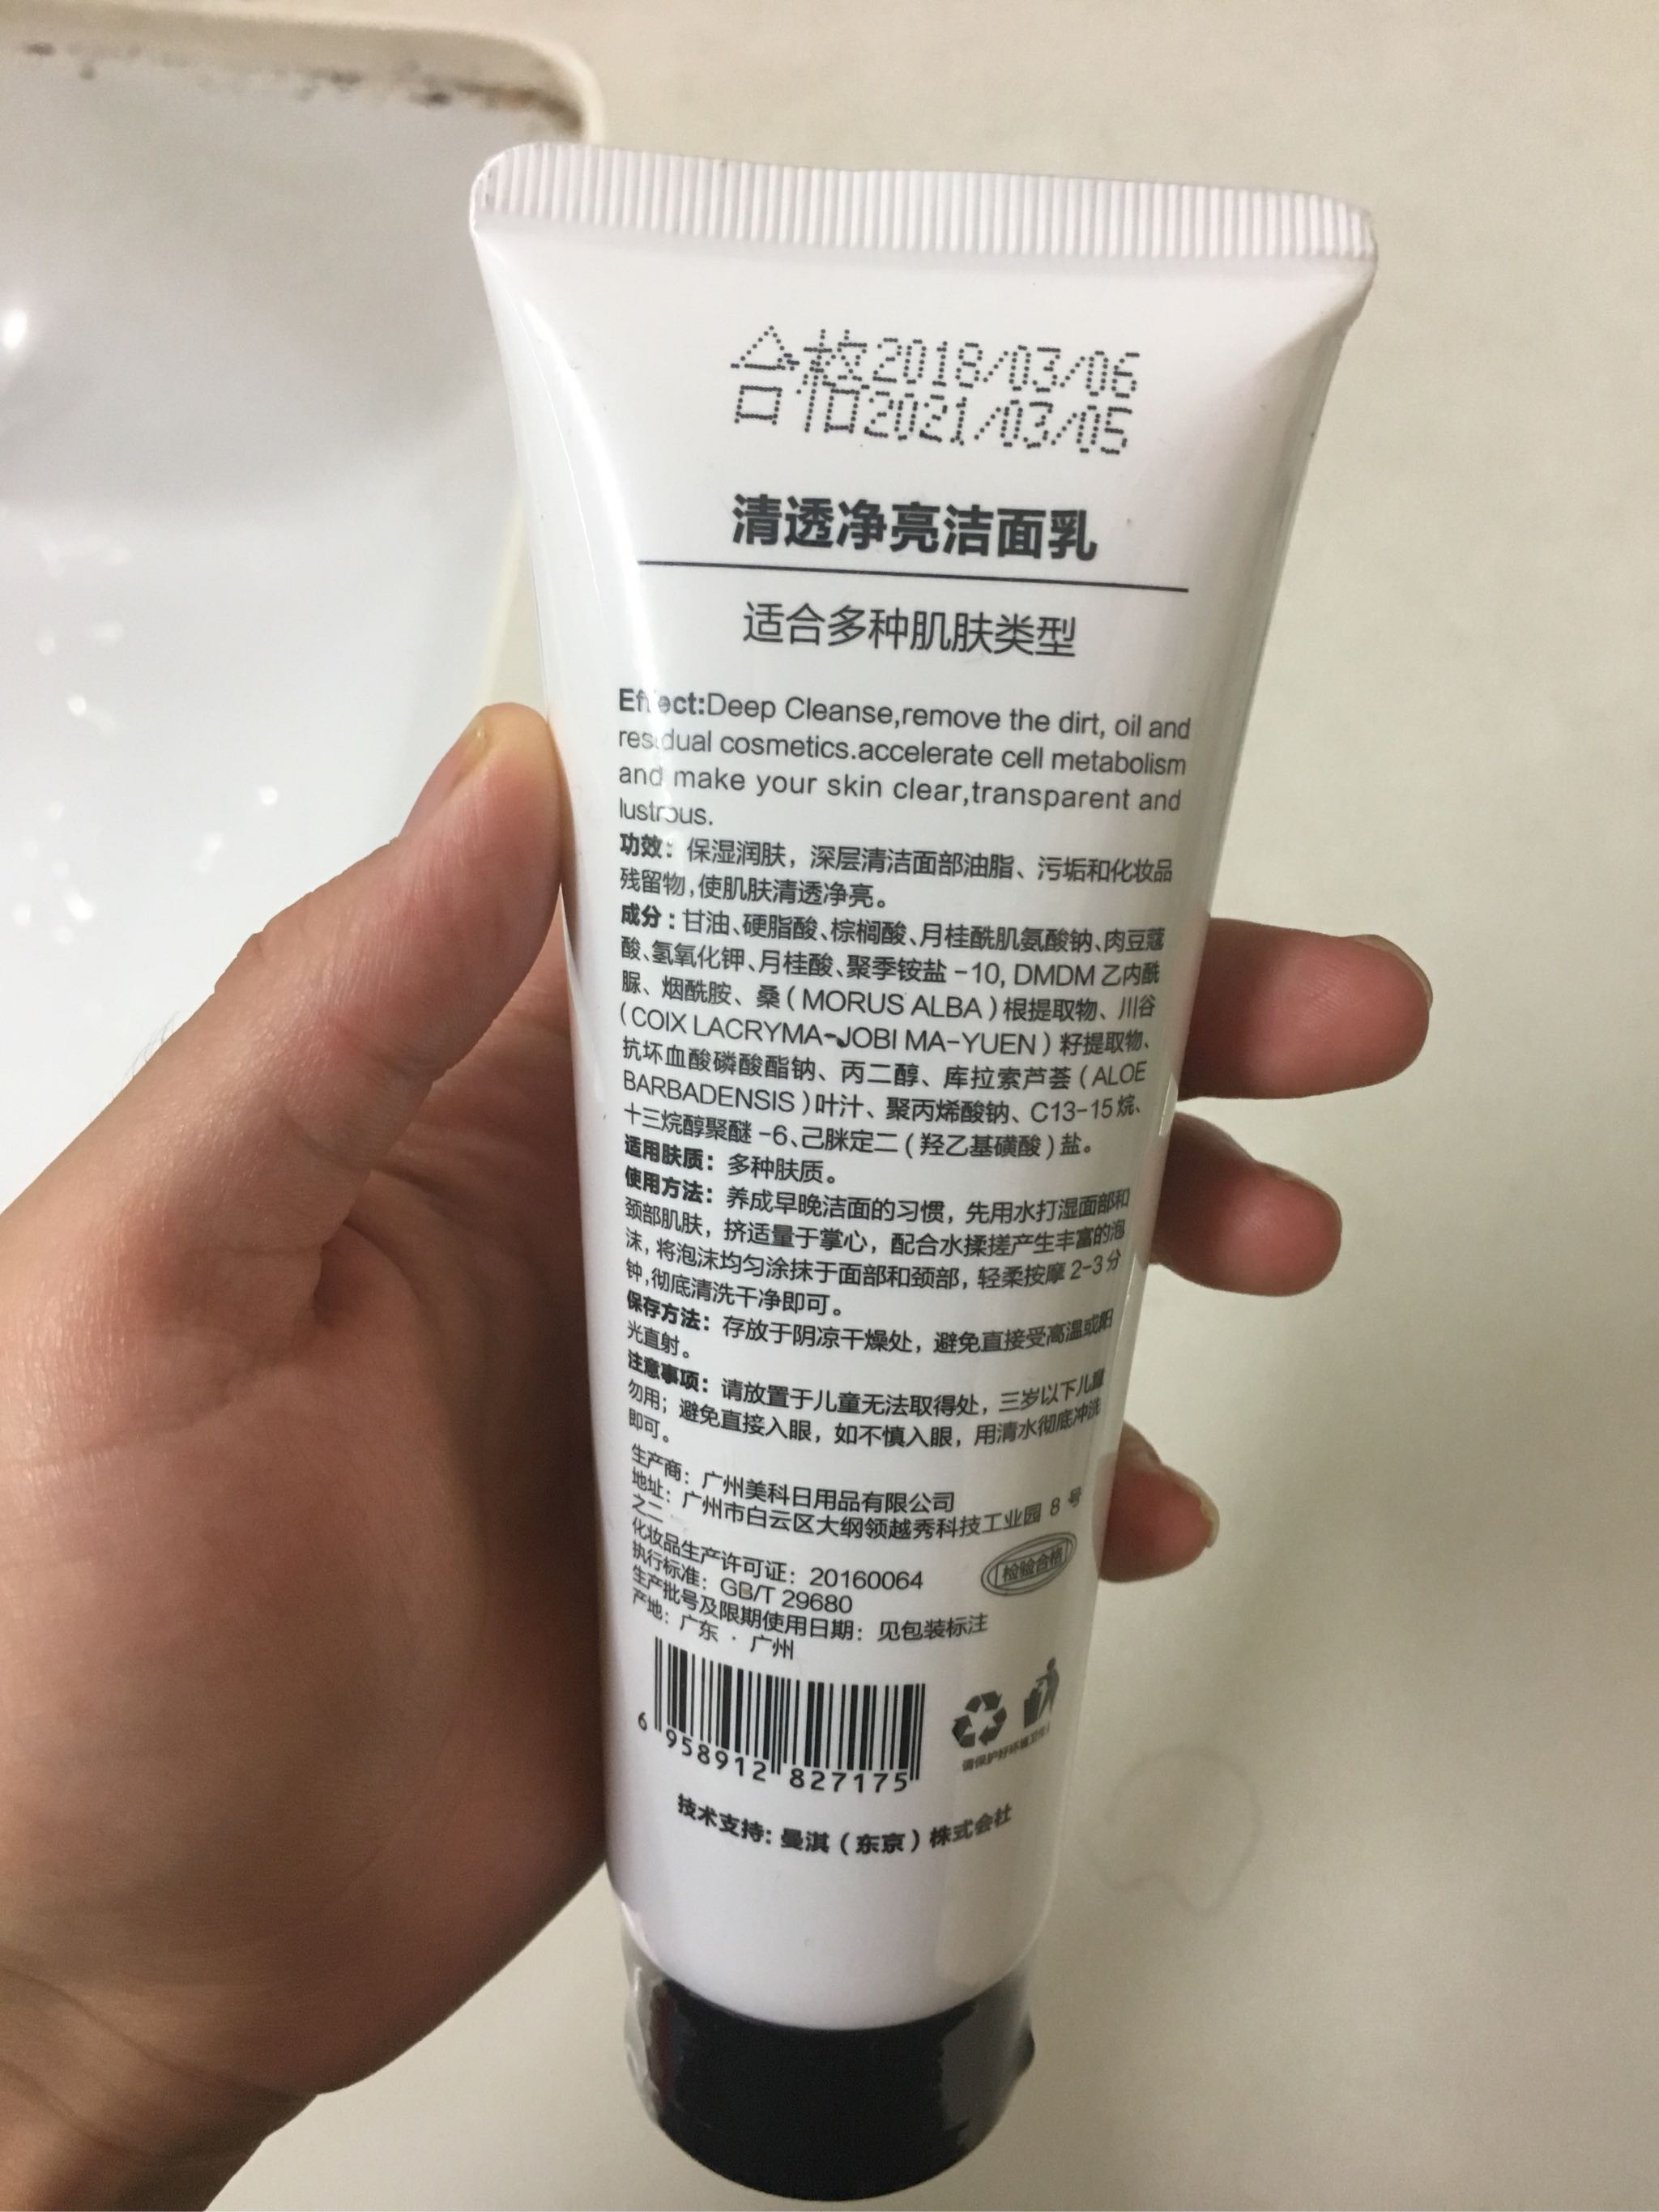 合格2018/03/06
2021/03/05
清透净亮洁面乳
适合多种肌肤类型
Effect:Deep Cleanse,remove the dirt, oil and
residual cosmetics.accelerate cell metabolism
and make your skin clear,transparent and
lustrous.
功效：保湿润肤，深层清洁面部油脂、污垢和化妆品
残留物,使肌肤清透净亮。
成分：甘油、硬脂酸、棕榈酸、月桂酰肌氨酸钠、肉豆蔻
酸、氢氧化钾、月桂酸、聚季铵盐-10, DMDM乙内酰
脲、烟酰胺、桑（MORUS ALBA）根提取物、川谷
（COIX LACRYMA-JOBI MA-YUEN）籽提取物、
抗坏血酸磷酸酯钠、丙二醇、库拉索芦荟（ALOE
BARBADENSIS）叶汁、聚丙烯酸钠、C13-15烷、
十三烷醇聚醚-6、己脒定二（羟乙基磺酸）盐。
适用肤质：多种肤质。
使用方法：养成早晚洁面的习惯，先用水打湿面部和
颈部肌肤，挤适量于掌心，配合水揉搓产生丰富的泡
沫，将泡沫均匀涂抹于面部和颈部，轻柔按摩2-3分
钟,彻底清洗干净即可。
保存方法：存放于阴凉干燥处，避免直接受高温或阳
光直射。
注意事项：请放置于儿童无法取得处，三岁以下儿童
勿用；避免直接入眼，如不慎入眼，用清水彻底冲洗
即可。
生产商：广州美科日用品有限公司
地址：广州市白云区大纲领越秀科技工业园 8 号
之二
化妆品生产许可证：20160064
检验合格
执行标准：GB/T 29680
生产批号及限期使用日期：见包装标注
产地：广东 · 广州
6 958912 827175
请保护好环境卫生
技术支持：曼淇（东京）株式会社